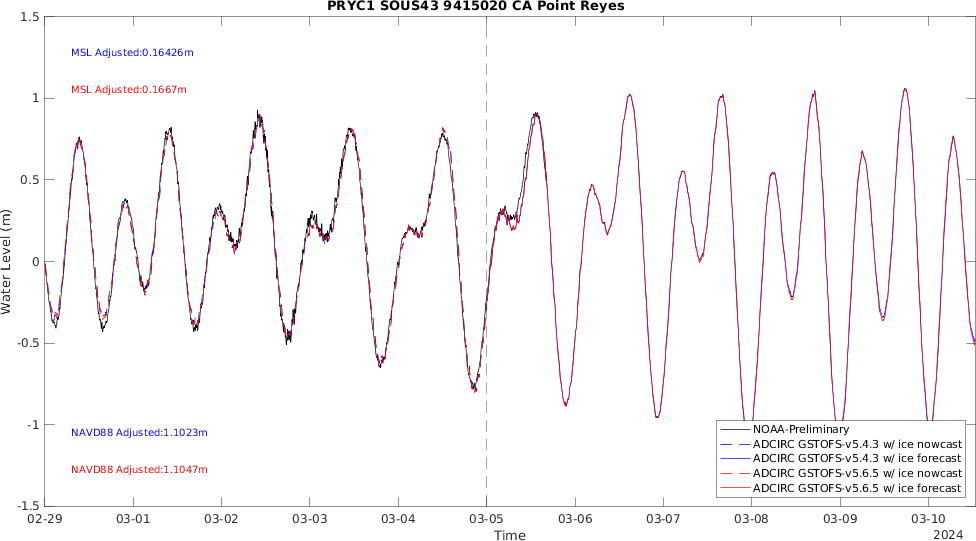 PRYC1 SOUS43 9415020 CA Point Reyes
1.5
MSL Adjusted:0.16426m
MSL Adjusted:0.1667m
1
0.5
0
-0.5
-1
-1.5
Water Level (m)
NAVD88 Adjusted:1.1023m
NAVD88 Adjusted:1.1047m
NOAA-Preliminary
ADCIRC GSTOFS-v5.4.3 w/ ice nowcast
ADCIRC GSTOFS-v5.4.3 w/ ice forecast
ADCIRC GSTOFS-v5.6.5 w/ ice nowcast
ADCIRC GSTOFS-v5.6.5 w/ ice forecast
02-29 03-01 03-02 03-03 03-04 03-05 03-06 03-07 03-08 03-09 03-10
Time
2024